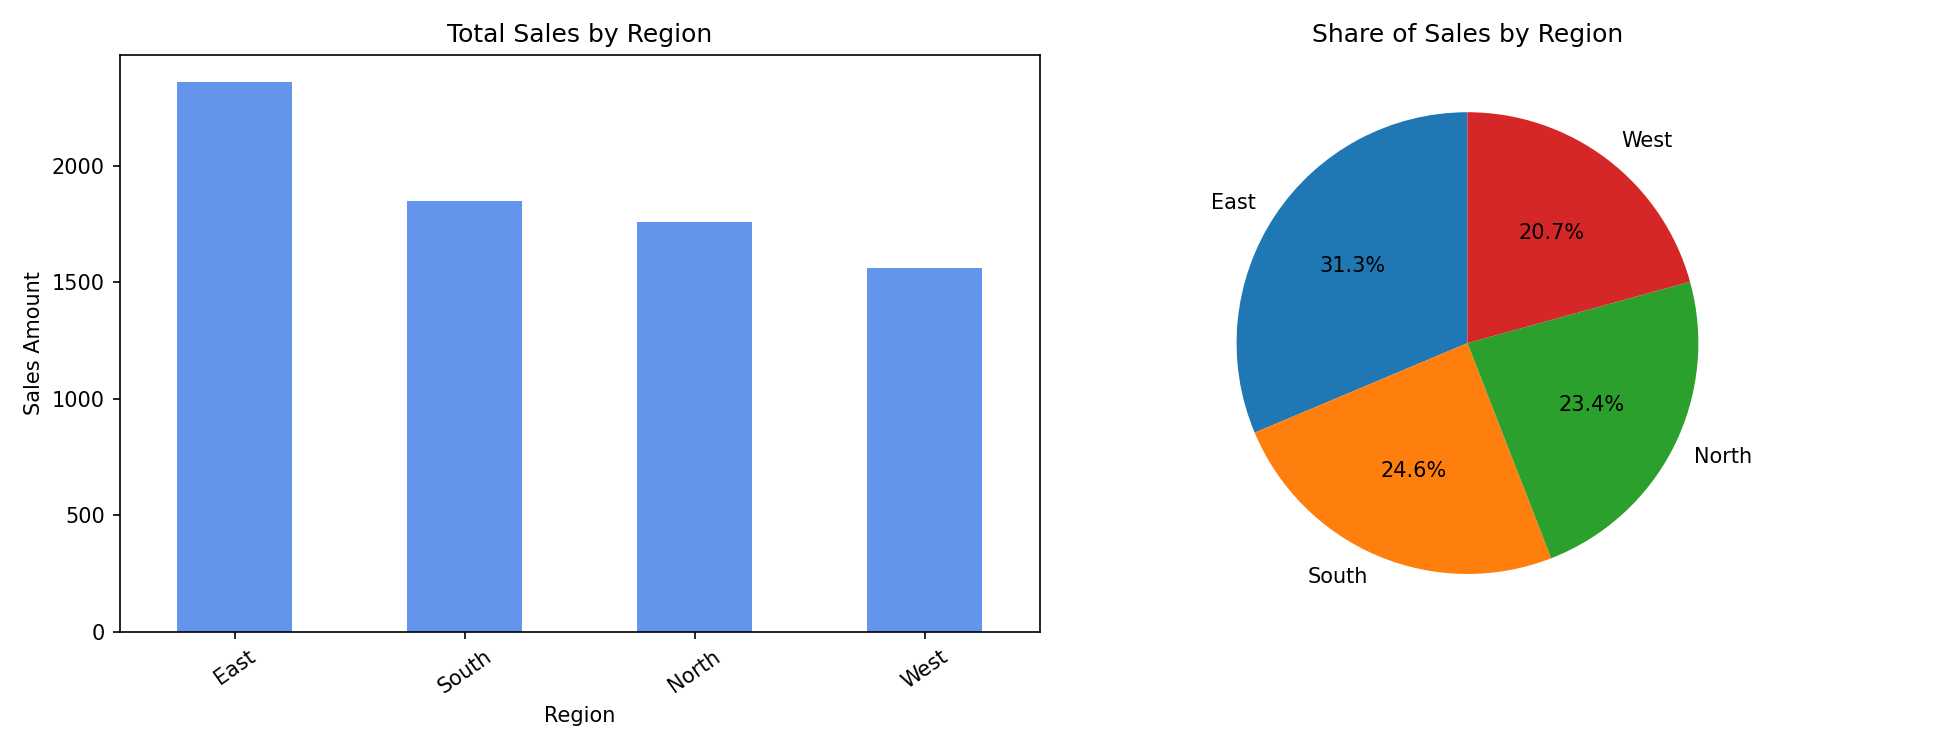 Total Sales by Region
Sales Amount
2000
1500
1000
500
0
East
South
North
West
Region
Share of Sales by Region
East
31.3%
South
24.6%
North
23.4%
West
20.7%